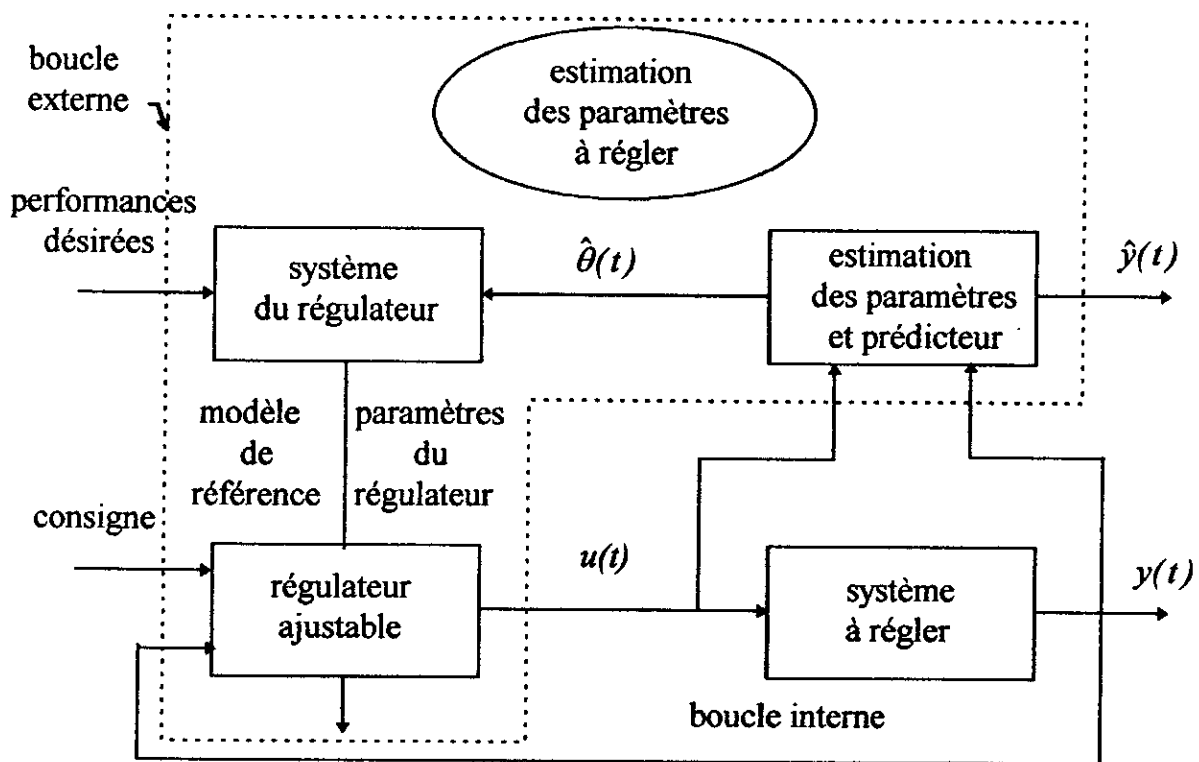 boucle
externe
estimation
des paramètres
à régler
performances
désirées
système
du régulateur
θ̂(t)
estimation
des paramètres
et prédicteur
ŷ(t)
modèle
de
référence
paramètres
du
régulateur
consigne
régulateur
ajustable
u(t)
système
à régler
y(t)
boucle interne